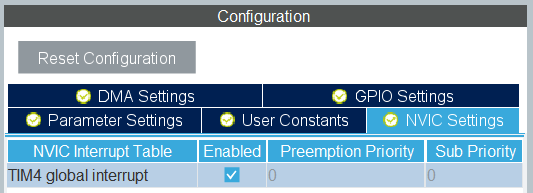 Configuration
Reset Configuration
DMA Settings GPIO Settings
Parameter Settings User Constants NVIC Settings
NVIC Interrupt Table Enabled Preemption Priority Sub Priority
TIM4 global interrupt 0 0